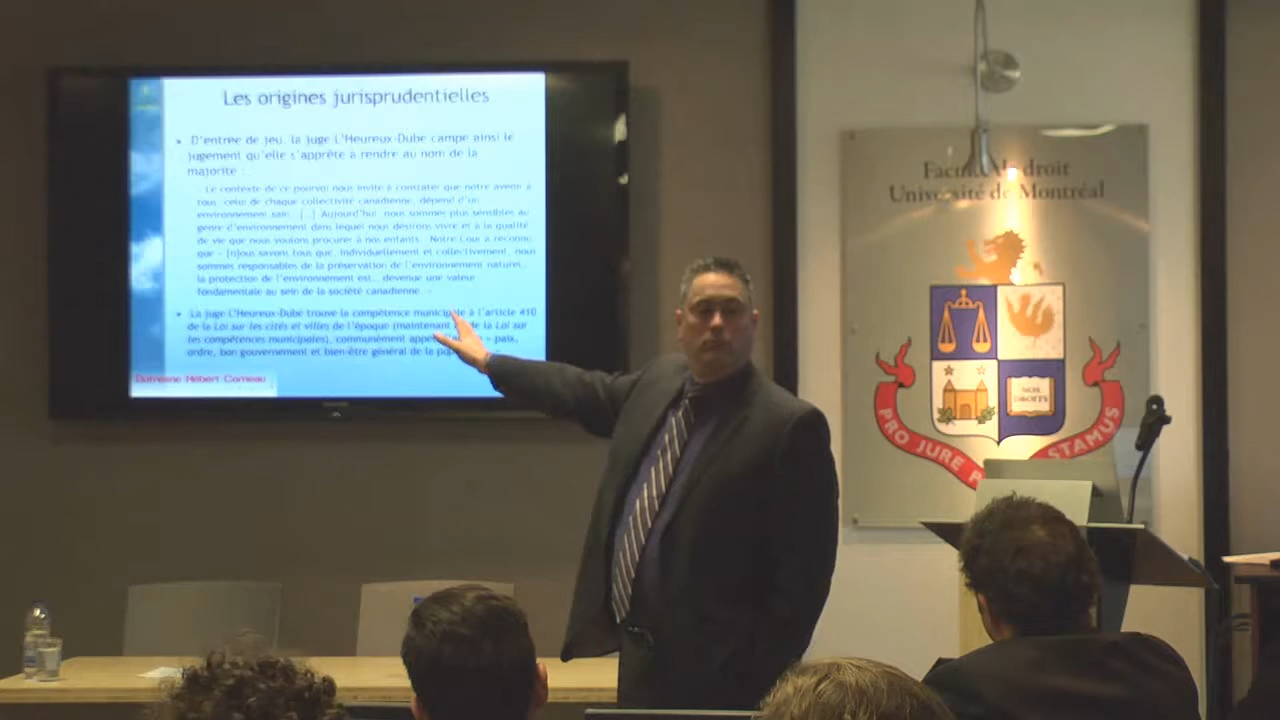 Les origines jurisprudentielles
D'entrée de jeu, la juge L'Heureux-Dubé campe ainsi le
jugement qu'elle s'apprête à rendre au nom de la
majorité :
Le contexte de ce pourvoi nous invite à constater que notre avenir à
tous, celui de chaque collectivité canadienne, dépend d'un
environnement sain. [...] Aujourd'hui, nous sommes plus sensibles au
genre d'environnement dans lequel nous désirons vivre et à la qualité
de vie que nous voulons procurer à nos enfants. Notre Cour a reconnu
que « [n]ous savons tous que, individuellement et collectivement, nous
sommes responsables de la préservation de l'environnement naturel...
la protection de l'environnement est... devenue une valeur
fondamentale au sein de la société canadienne. »
La juge L'Heureux-Dubé trouve la compétence municipale à l'article 410
de la Loi sur les cités et villes de l'époque (maintenant de la Loi sur
les compétences municipales), communément « paix,
ordre, bon gouvernement et bien-être général de la
Dufresne Hébert Comeau
droit
Université de Montréal
NOS
DROITS
PRO JURE
STAMUS